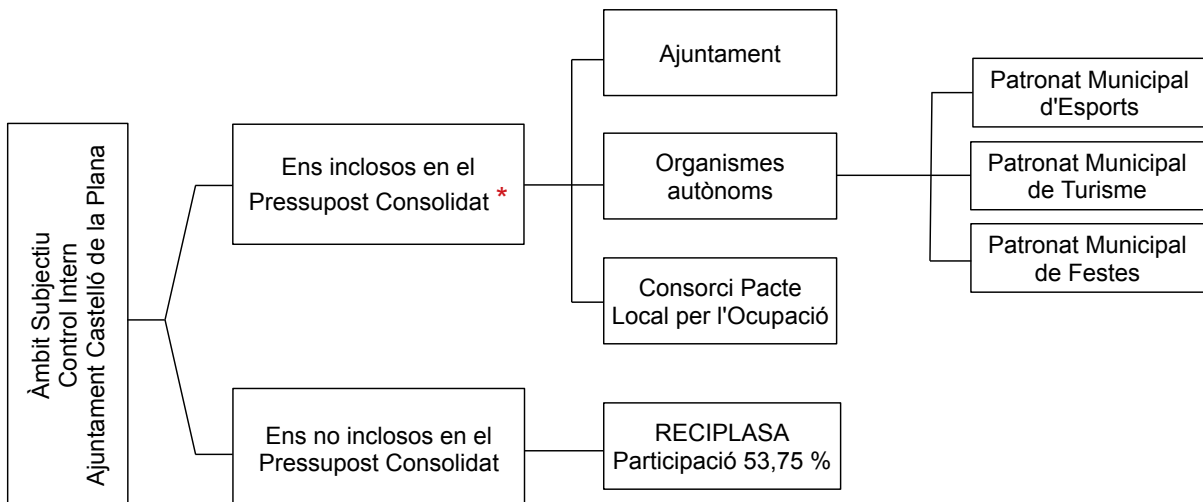 Àmbit Subjectiu
Control Intern
Ajuntament Castelló de la Plana
Ens inclosos en el
Pressupost Consolidat *
Ajuntament
Organismes
autònoms
Consorci Pacte
Local per l'Ocupació
Patronat Municipal
d'Esports
Patronat Municipal
de Turisme
Patronat Municipal
de Festes
Ens no inclosos en el
Pressupost Consolidat
RECIPLASA
Participació 53,75 %